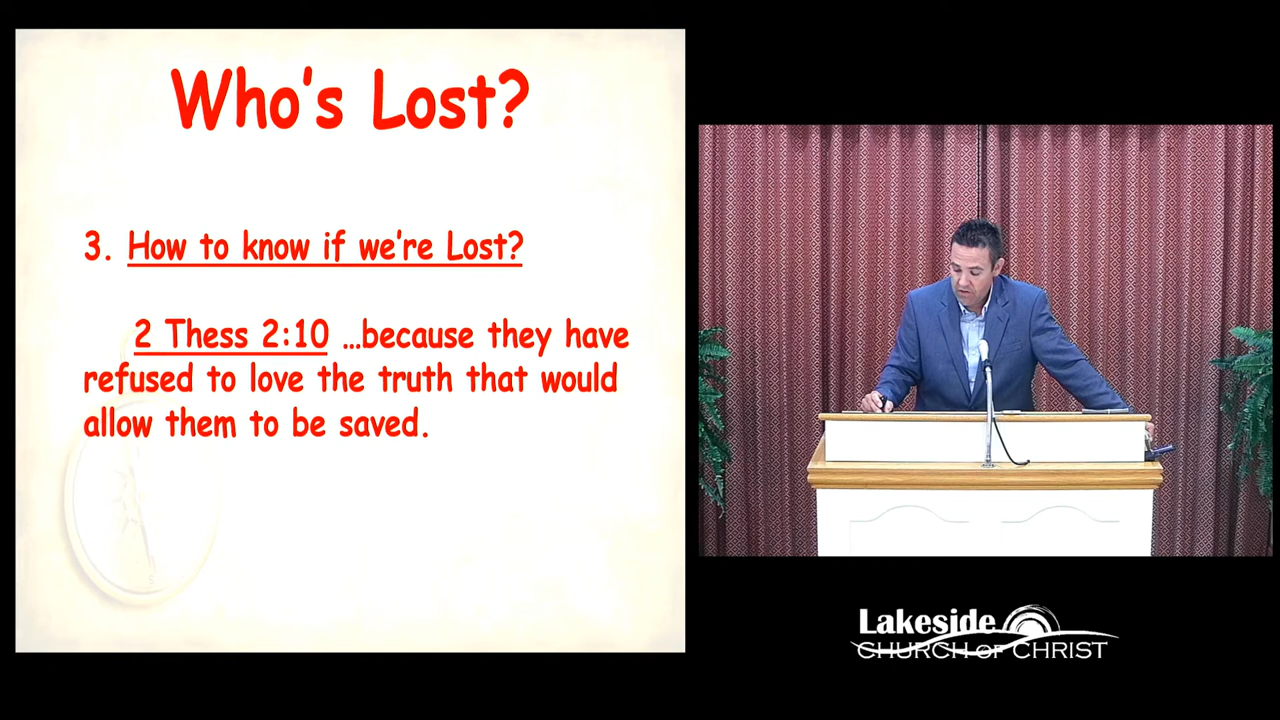 Who's Lost?
3. How to know if we're Lost?
2 Thess 2:10 …because they have
refused to love the truth that would
allow them to be saved.
Lakeside
CHURCH OF CHRIST